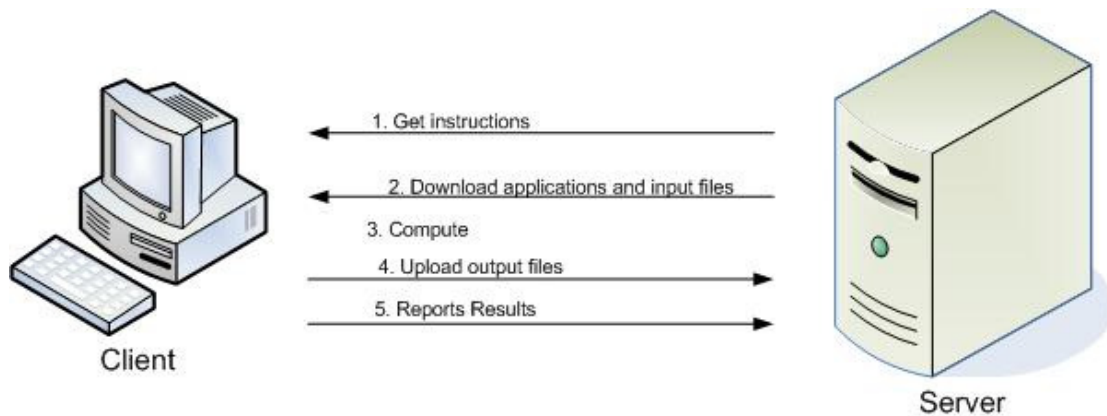 1. Get instructions
2. Download applications and input files
3. Compute
4. Upload output files
5. Reports Results
Client
Server